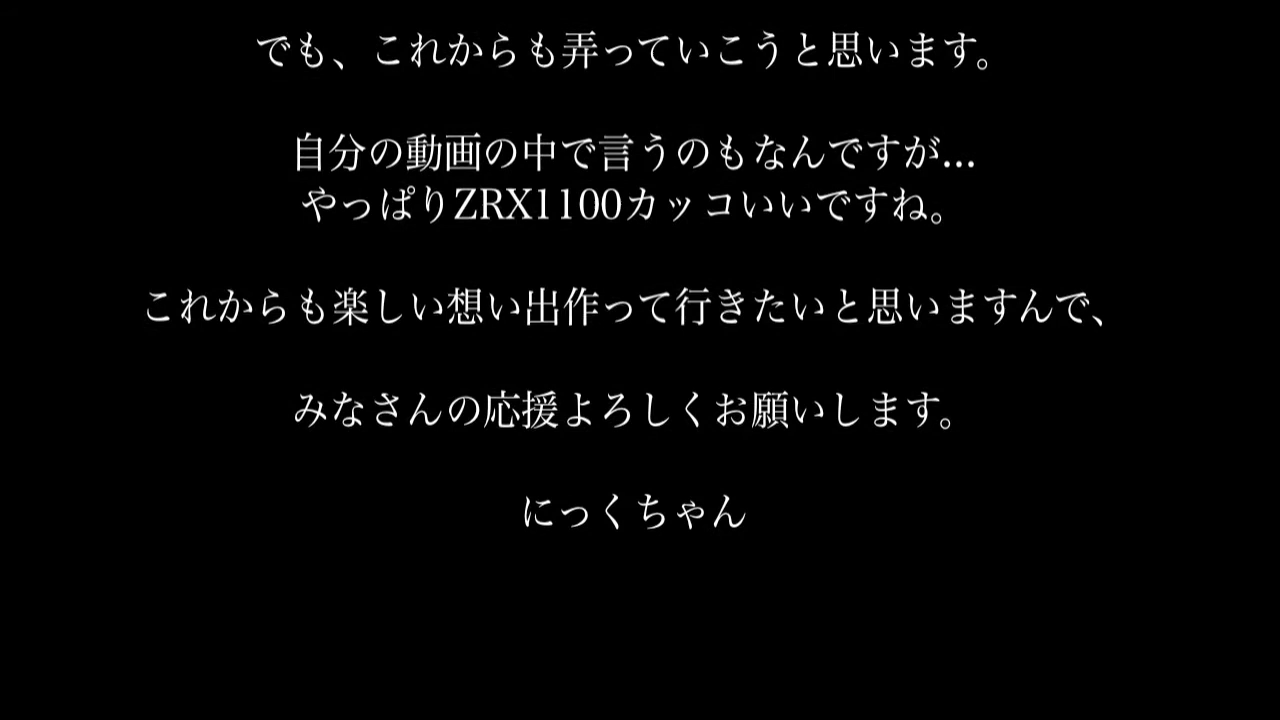 でも、これからも弄っていこうと思います。
自分の動画の中で言うのもなんですが...
やっぱりZRX1100カッコいいですね。
これからも楽しい想い出作って行きたいと思いますんで、
みなさんの応援よろしくお願いします。
にっくちゃん